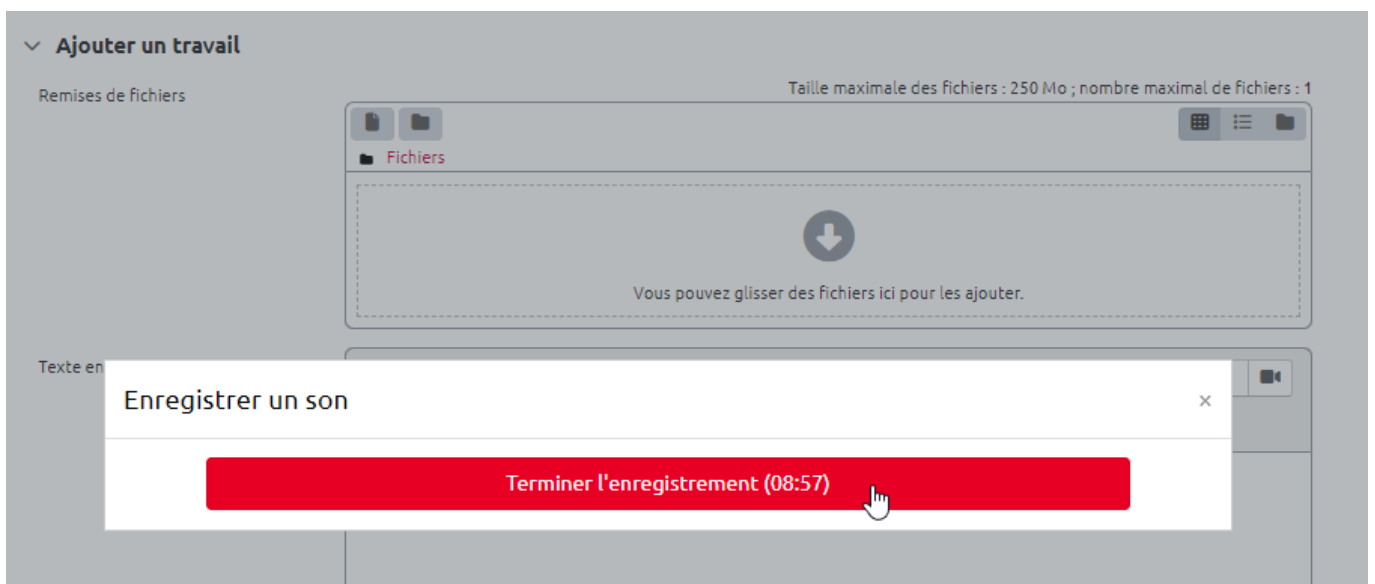 Ajouter un travail
Remises de fichiers
Taille maximale des fichiers : 250 Mo ; nombre maximal de fichiers : 1
Fichiers
Vous pouvez glisser des fichiers ici pour les ajouter.
Texte en
Enregistrer un son
×
Terminer l'enregistrement (08:57)